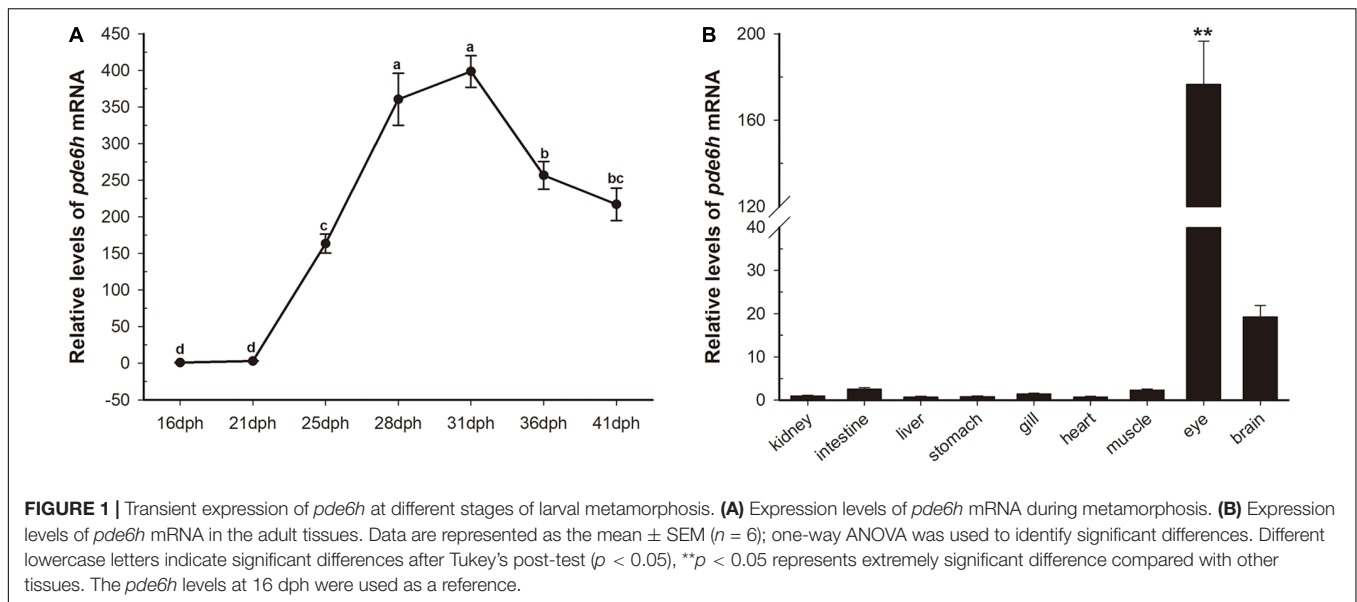 A
Relative levels of pde6h mRNA
450
400
350
300
250
200
150
100
50
0
-50
d
d
c
a
a
b
bc
16dph
21dph
25dph
28dph
31dph
36dph
41dph
B
Relative levels of pde6h mRNA
200
160
120
40
30
20
10
0
**
kidney
intestine
liver
stomach
gill
heart
muscle
eye
brain
FIGURE 1 | Transient expression of pde6h at different stages of larval metamorphosis. (A) Expression levels of pde6h mRNA during metamorphosis. (B) Expression
levels of pde6h mRNA in the adult tissues. Data are represented as the mean ± SEM (n = 6); one-way ANOVA was used to identify significant differences. Different
lowercase letters indicate significant differences after Tukey's post-test (p < 0.05), **p < 0.05 represents extremely significant difference compared with other
tissues. The pde6h levels at 16 dph were used as a reference.